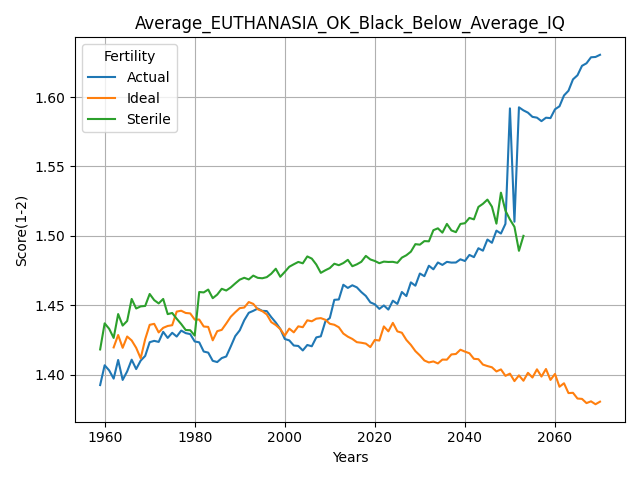 Average_EUTHANASIA_OK_Black_Below_Average_IQ
Fertility
Actual
Ideal
Sterile
Score(1-2)
1.60
1.55
1.50
1.45
1.40
1960 1980 2000 2020 2040 2060
Years